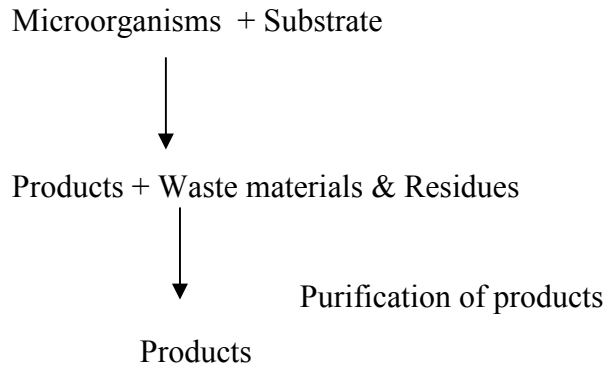 Microorganisms + Substrate
Products + Waste materials & Residues
Purification of products
Products